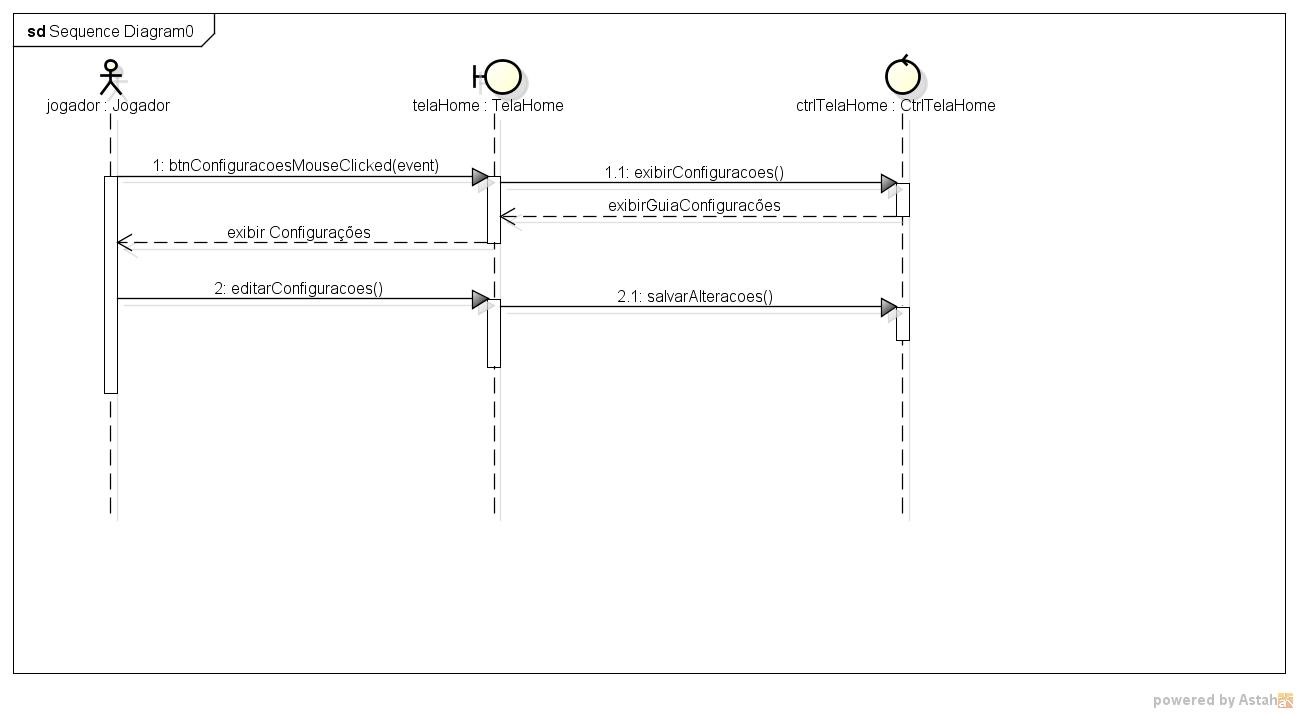 sd Sequence Diagram0
jogador : Jogador
telaHome : TelaHome
ctrlTelaHome : CtrlTelaHome
1: btnConfiguracoesMouseClicked(event)
1.1: exibirConfiguracoes()
exibirGuiaConfiguracões
exibir Configurações
2: editarConfiguracoes()
2.1: salvarAlteracoes()
powered by Astah